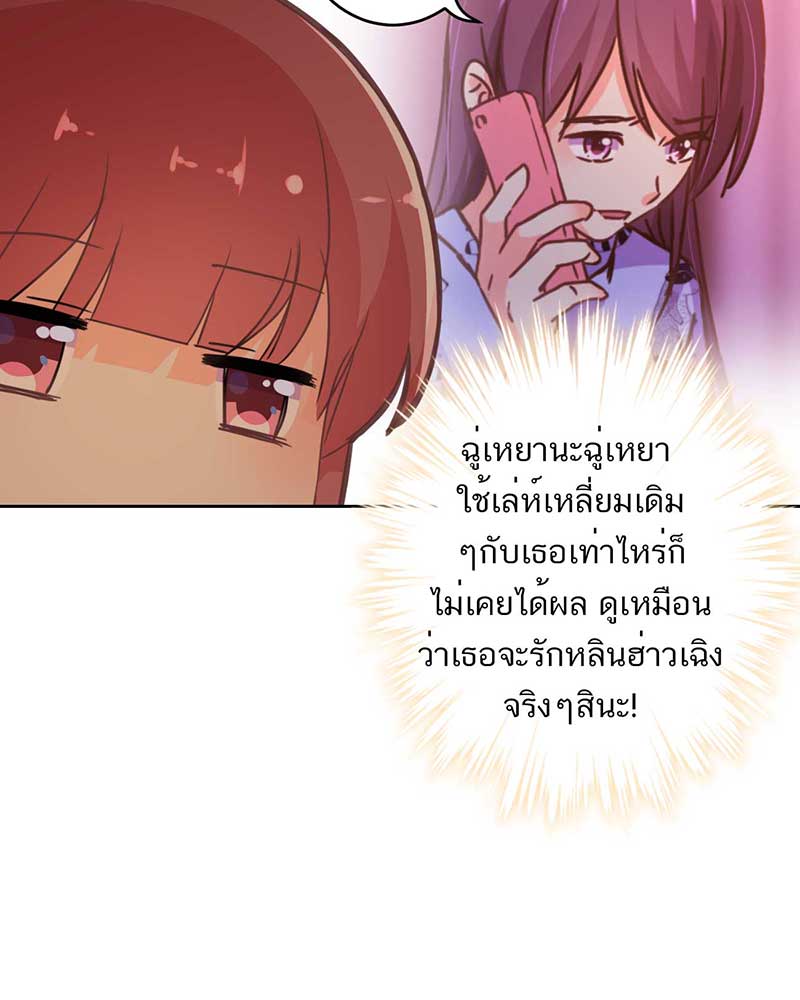 ฉู่เหยานะฉู่เหยา
ใช้เล่ห์เหลี่ยมเดิม
ๆกับเธอเท่าไหร่ก็
ไม่เคยได้ผล ดูเหมือน
ว่าเธอจะรักหลินฮ่าวเฉิง
จริงๆสินะ!